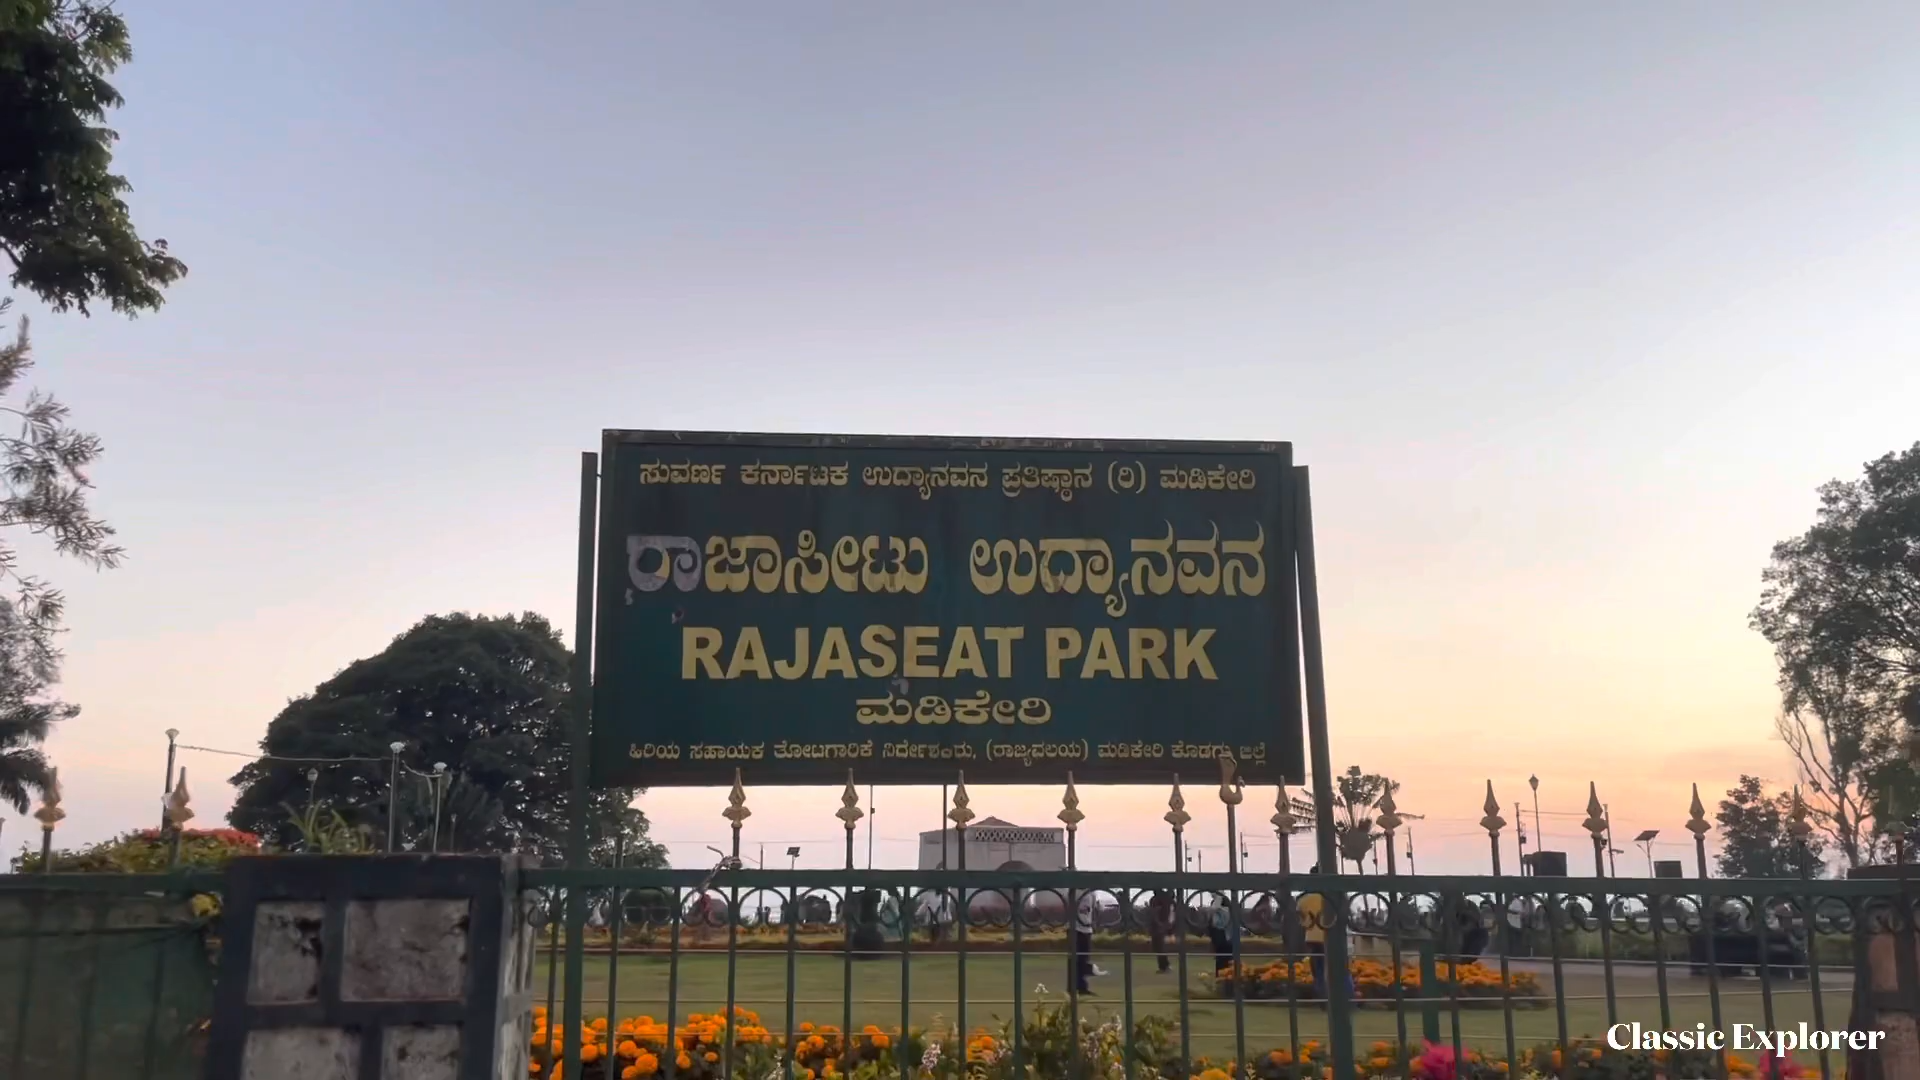 ಸುವರ್ಣ ಕರ್ನಾಟಕ ಉದ್ಯಾನವನ ಪ್ರತಿಷ್ಠಾನ (ರಿ) ಮಡಿಕೇರಿ
ರಾಜಾಸೀಟು ಉದ್ಯಾನವನ
RAJASEAT PARK
ಮಡಿಕೇರಿ
ಹಿರಿಯ ಸಹಾಯಕ ತೋಟಗಾರಿಕೆ ನಿರ್ದೇಶಕರು, (ರಾಜ್ಯವಲಯ) ಮಡಿಕೇರಿ ಕೊಡಗು ಜಿಲ್ಲೆ
Classic Explorer